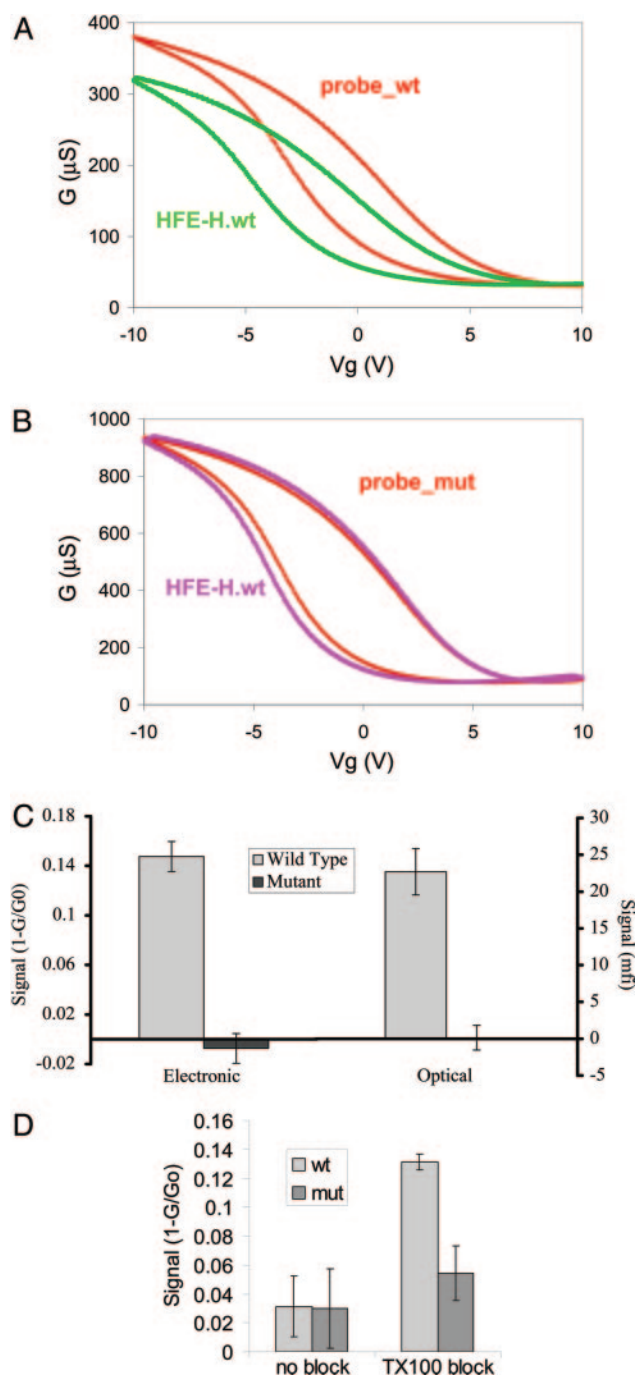 A
400
300
200
100
0
G (µS)
probe_wt
HFE-H.wt
-10
-5
0
5
10
Vg (V)
B
1000
800
600
400
200
0
G (µS)
probe_mut
HFE-H.wt
-10
-5
0
5
10
Vg (V)
C
0.18
0.14
0.1
0.06
0.02
-0.02
Signal (1-G/G0)
Wild Type
Mutant
30
25
20
15
10
5
0
-5
Signal (mfi)
Electronic
Optical
D
0.16
0.14
0.12
0.1
0.08
0.06
0.04
0.02
0
Signal (1-G/Go)
wt
mut
no block
TX100 block